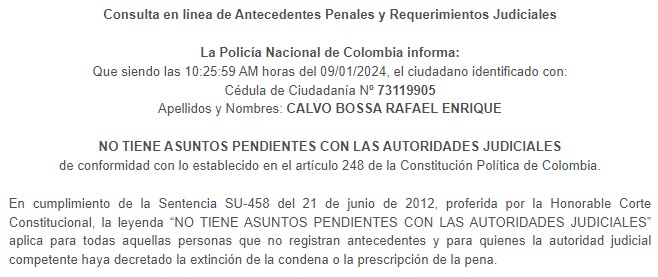 Consulta en línea de Antecedentes Penales y Requerimientos Judiciales
La Policía Nacional de Colombia informa:
Que siendo las 10:25:59 AM horas del 09/01/2024, el ciudadano identificado con:
Cédula de Ciudadanía Nº 73119905
Apellidos y Nombres: CALVO BOSSA RAFAEL ENRIQUE
NO TIENE ASUNTOS PENDIENTES CON LAS AUTORIDADES JUDICIALES
de conformidad con lo establecido en el artículo 248 de la Constitución Política de Colombia.
En cumplimiento de la Sentencia SU-458 del 21 de junio de 2012, proferida por la Honorable Corte
Constitucional, la leyenda “NO TIENE ASUNTOS PENDIENTES CON LAS AUTORIDADES JUDICIALES”
aplica para todas aquellas personas que no registran antecedentes y para quienes la autoridad judicial
competente haya decretado la extinción de la condena o la prescripción de la pena.